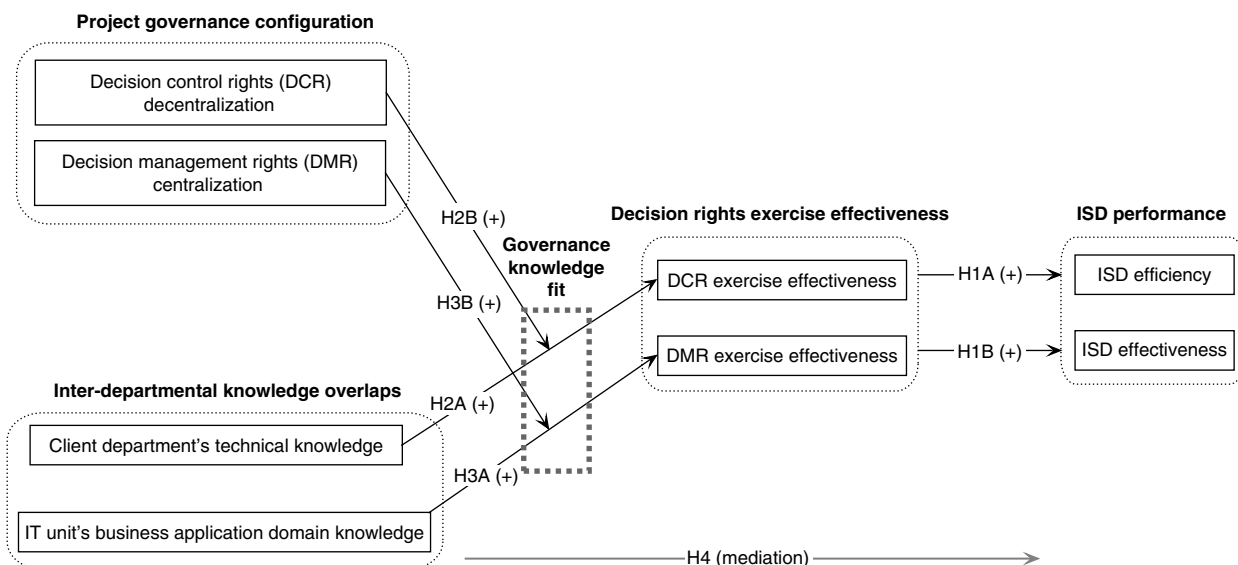 Project governance configuration
Decision control rights (DCR)
decentralization
Decision management rights (DMR)
centralization
H2B (+)
H3B (+)
Governance
knowledge
fit
Decision rights exercise effectiveness
DCR exercise effectiveness
DMR exercise effectiveness
H1A (+)
H1B (+)
ISD performance
ISD efficiency
ISD effectiveness
Inter-departmental knowledge overlaps
H2A (+)
Client department's technical knowledge
H3A (+)
IT unit's business application domain knowledge
H4 (mediation)